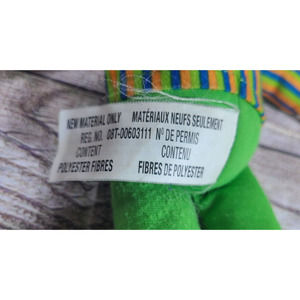 NEW MATERIAL ONLY MATÉRIAUX NEUFS SEULEMENT
REG. NO. 08T-00603111 Nº DE PERMIS
CONTENT CONTENU
POLYESTER FIBRES FIBRES DE POLYESTER